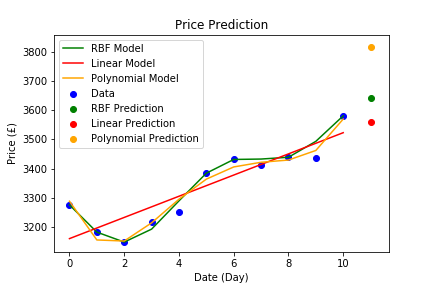 Price Prediction
RBF Model
Linear Model
Polynomial Model
Data
RBF Prediction
Linear Prediction
Polynomial Prediction
Price (£)
3800
3700
3600
3500
3400
3300
3200
0 2 4 6 8 10
Date (Day)